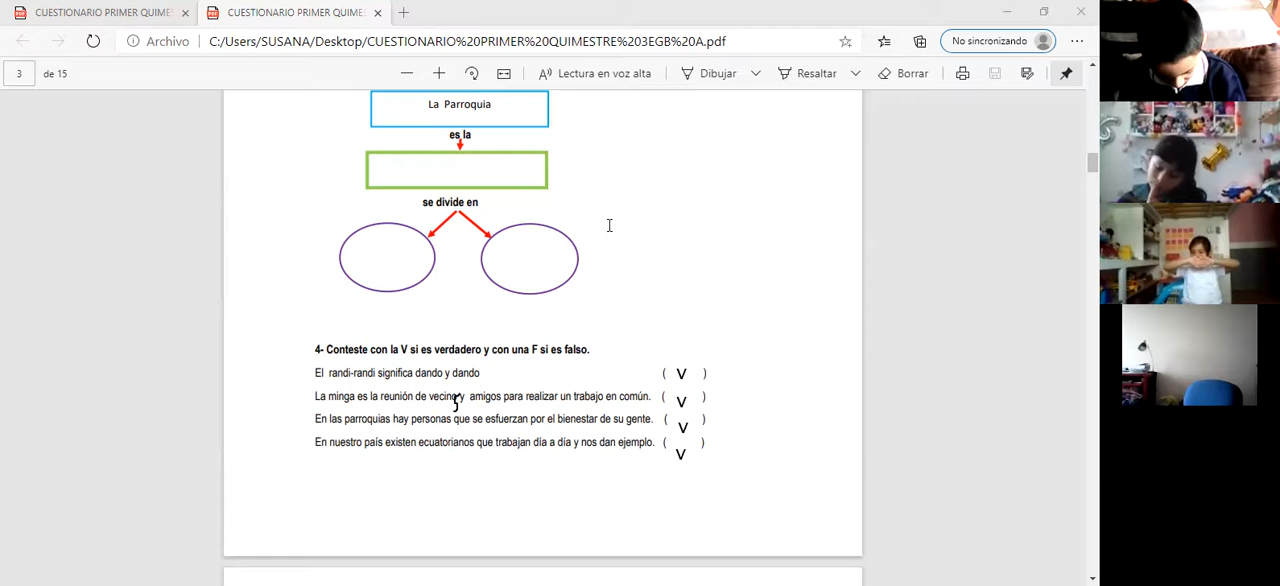 CUESTIONARIO PRIMER QUIMES
CUESTIONARIO PRIMER QUIMES
Archivo
C:/Users/SUSANA/Desktop/CUESTIONARIO%20PRIMER%20QUIMESTRE%203EGB%20A.pdf
No sincronizando
3 de 15
Lectura en voz alta
Dibujar
Resaltar
Borrar
La Parroquia
es la
se divide en
4- Conteste con la V si es verdadero y con una F si es falso.
El randi-randi significa dando y dando ( V )
La minga es la reunión de vecinos y amigos para realizar un trabajo en común. ( V )
En las parroquias hay personas que se esfuerzan por el bienestar de su gente. ( V )
En nuestro país existen ecuatorianos que trabajan día a día y nos dan ejemplo. ( V )